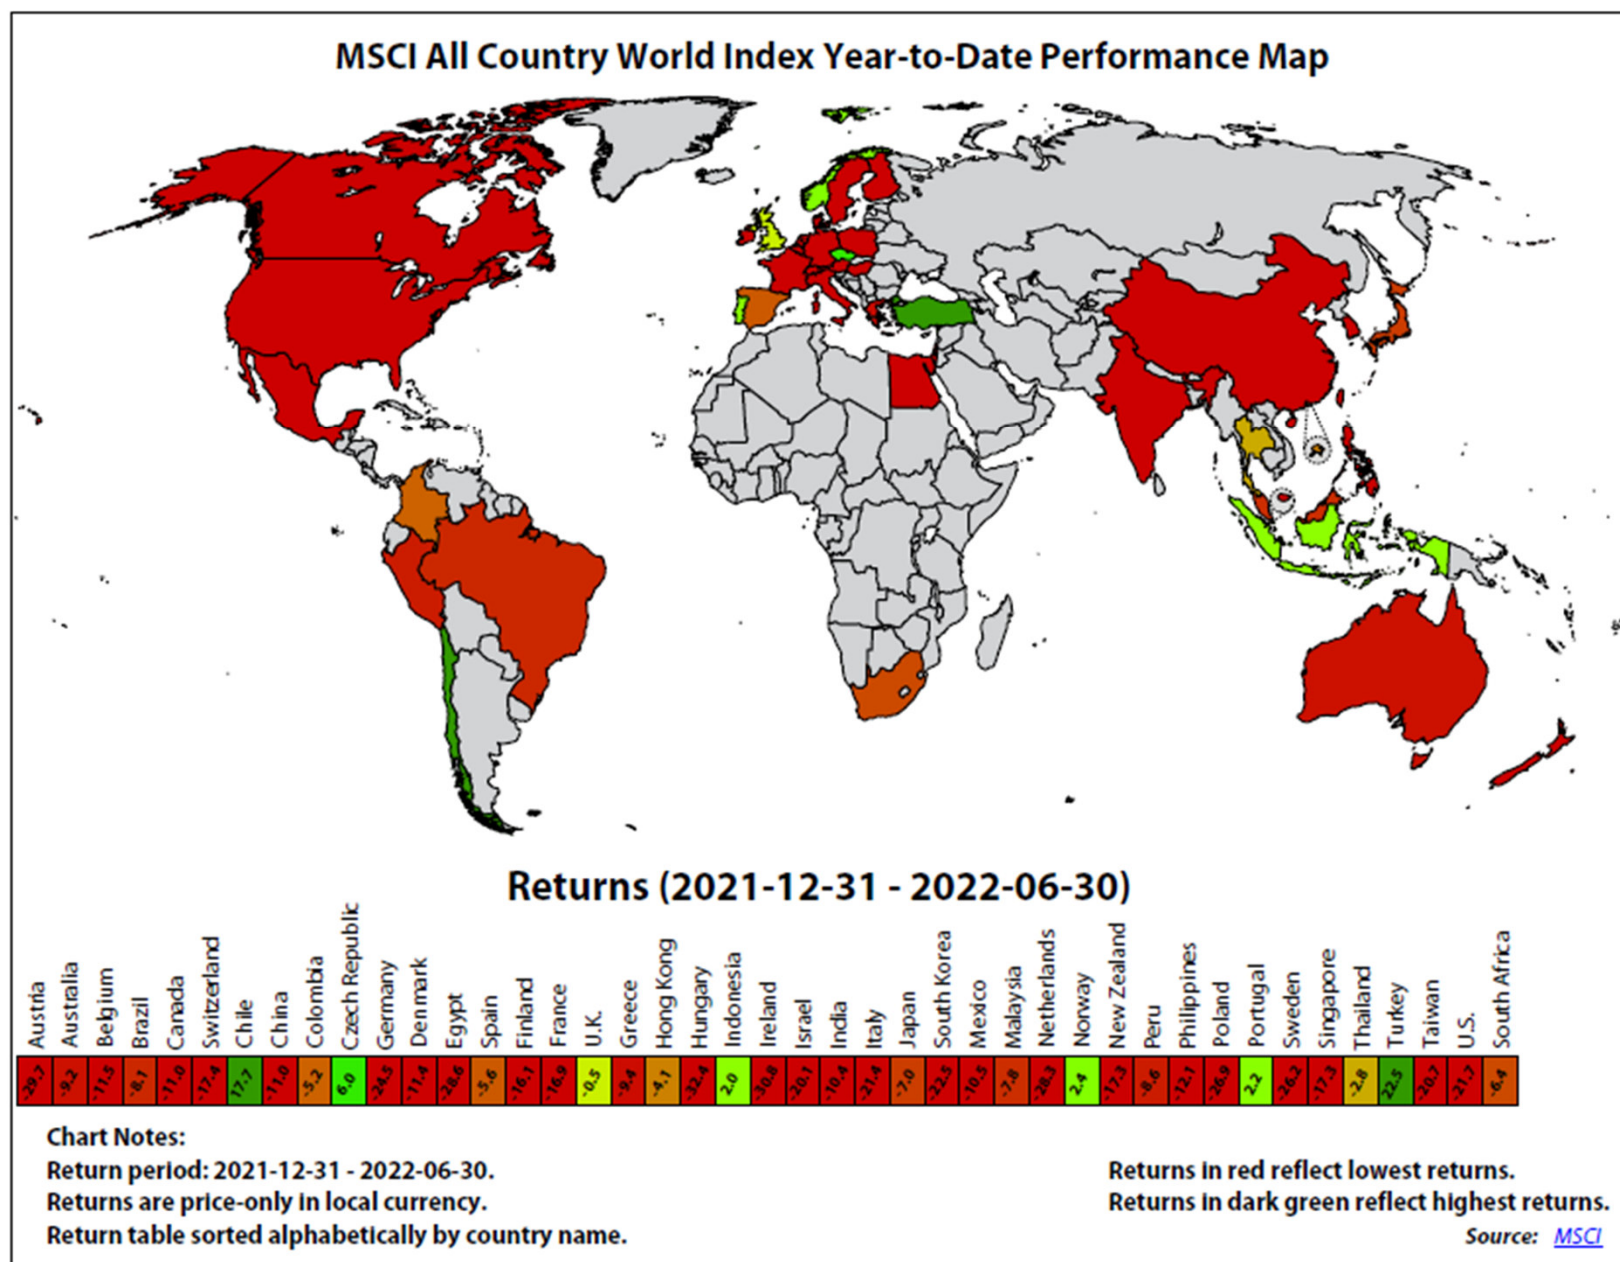 MSCI All Country World Index Year-to-Date Performance Map
Returns (2021-12-31 - 2022-06-30)
Austria Australia Belgium Brazil Canada Switzerland Chile China Colombia Czech Republic Germany Denmark Egypt Spain Finland France U.K. Greece Hong Kong Hungary Indonesia Ireland Israel India Italy Japan South Korea Mexico Malaysia Netherlands Norway New Zealand Peru Philippines Poland Portugal Sweden Singapore Thailand Turkey Taiwan U.S. South Africa
-29.7 -9.2 -11.5 -8.1 -11.0 -17.4 17.7 -11.0 -5.2 6.0 -24.5 -11.4 -28.6 -5.6 -16.1 -16.9 -0.5 -9.4 -4.1 -32.4 2.0 -30.8 -20.1 -10.4 -21.4 -7.0 -22.5 -10.5 -7.8 -28.3 2.4 -17.3 -8.6 -12.1 -26.9 2.2 -26.2 -17.3 -2.8 22.5 -20.7 -21.7 -6.4
Chart Notes:
Return period: 2021-12-31 - 2022-06-30.
Returns are price-only in local currency.
Return table sorted alphabetically by country name.
Returns in red reflect lowest returns.
Returns in dark green reflect highest returns.
Source: MSCI